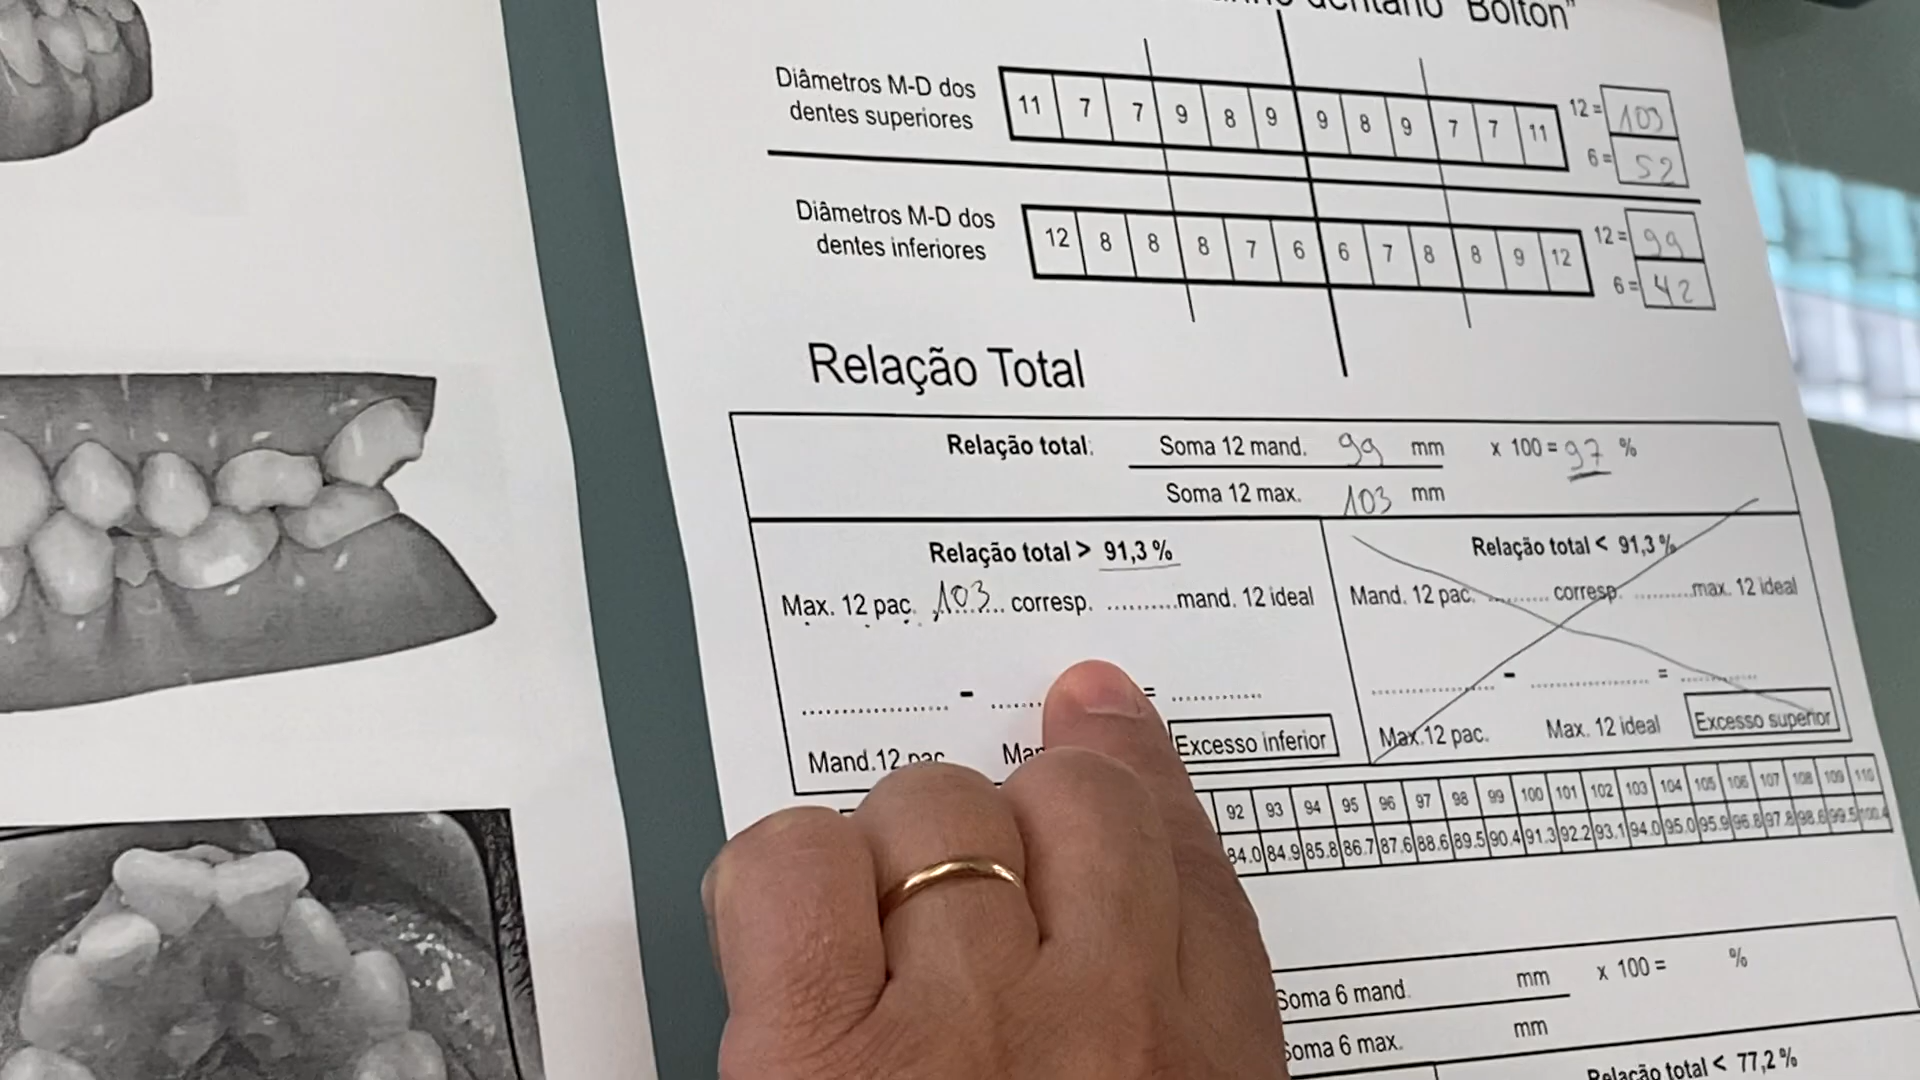 dentário "Bolton"
Diâmetros M-D dos
dentes superiores
11 7 7 9 8 9 9 8 9 7 7 11
12 = 103
6 = 52
Diâmetros M-D dos
dentes inferiores
12 8 8 8 7 6 6 7 8 8 9 12
12 = 99
6 = 42
Relação Total
Relação total: Soma 12 mand. 99 mm x 100 = 97 %
Soma 12 max. 103 mm
Relação total > 91,3 %
Max. 12 pac. 103 corresp. ..........mand. 12 ideal
- =
Mand.12 pac
Excesso inferior
Relação total < 91,3 %
Mand. 12 pac. .......... corresp. ..........max. 12 ideal
- =
Max.12 pac. Max. 12 ideal Excesso superior
92 93 94 95 96 97 98 99 100 101 102 103 104 105 106 107 108 109 110
84.0 84.9 85.8 86.7 87.6 88.6 89.5 90.4 91.3 92.2 93.1 94.0 95.0 95.9 96.8 97.8 98.6 99.5 100.4
Soma 6 mand. mm x 100 = %
Soma 6 max. mm
Relação total < 77,2 %